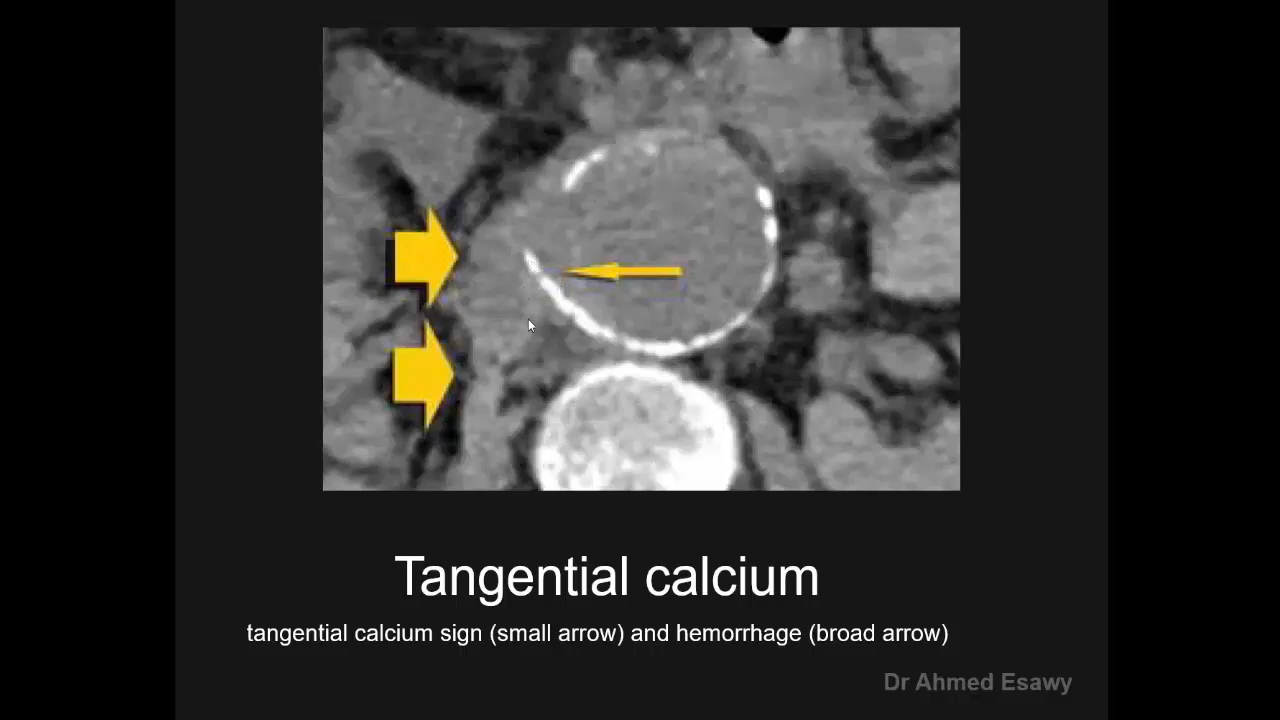 Tangential calcium
tangential calcium sign (small arrow) and hemorrhage (broad arrow)
Dr Ahmed Esawy